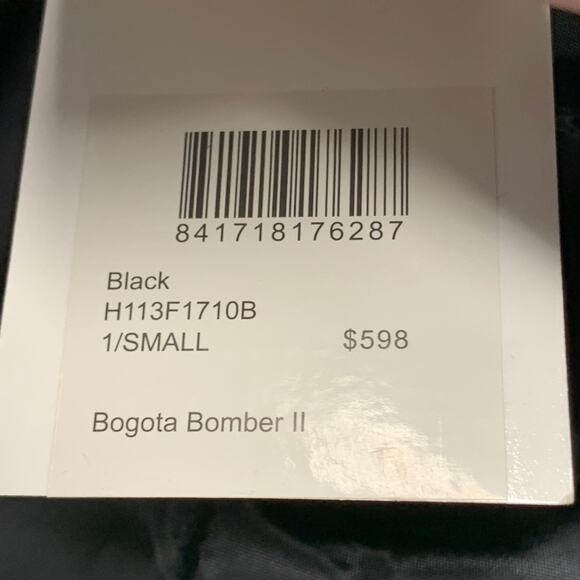 841718176287
Black
H113F1710B
1/SMALL $598
Bogota Bomber II